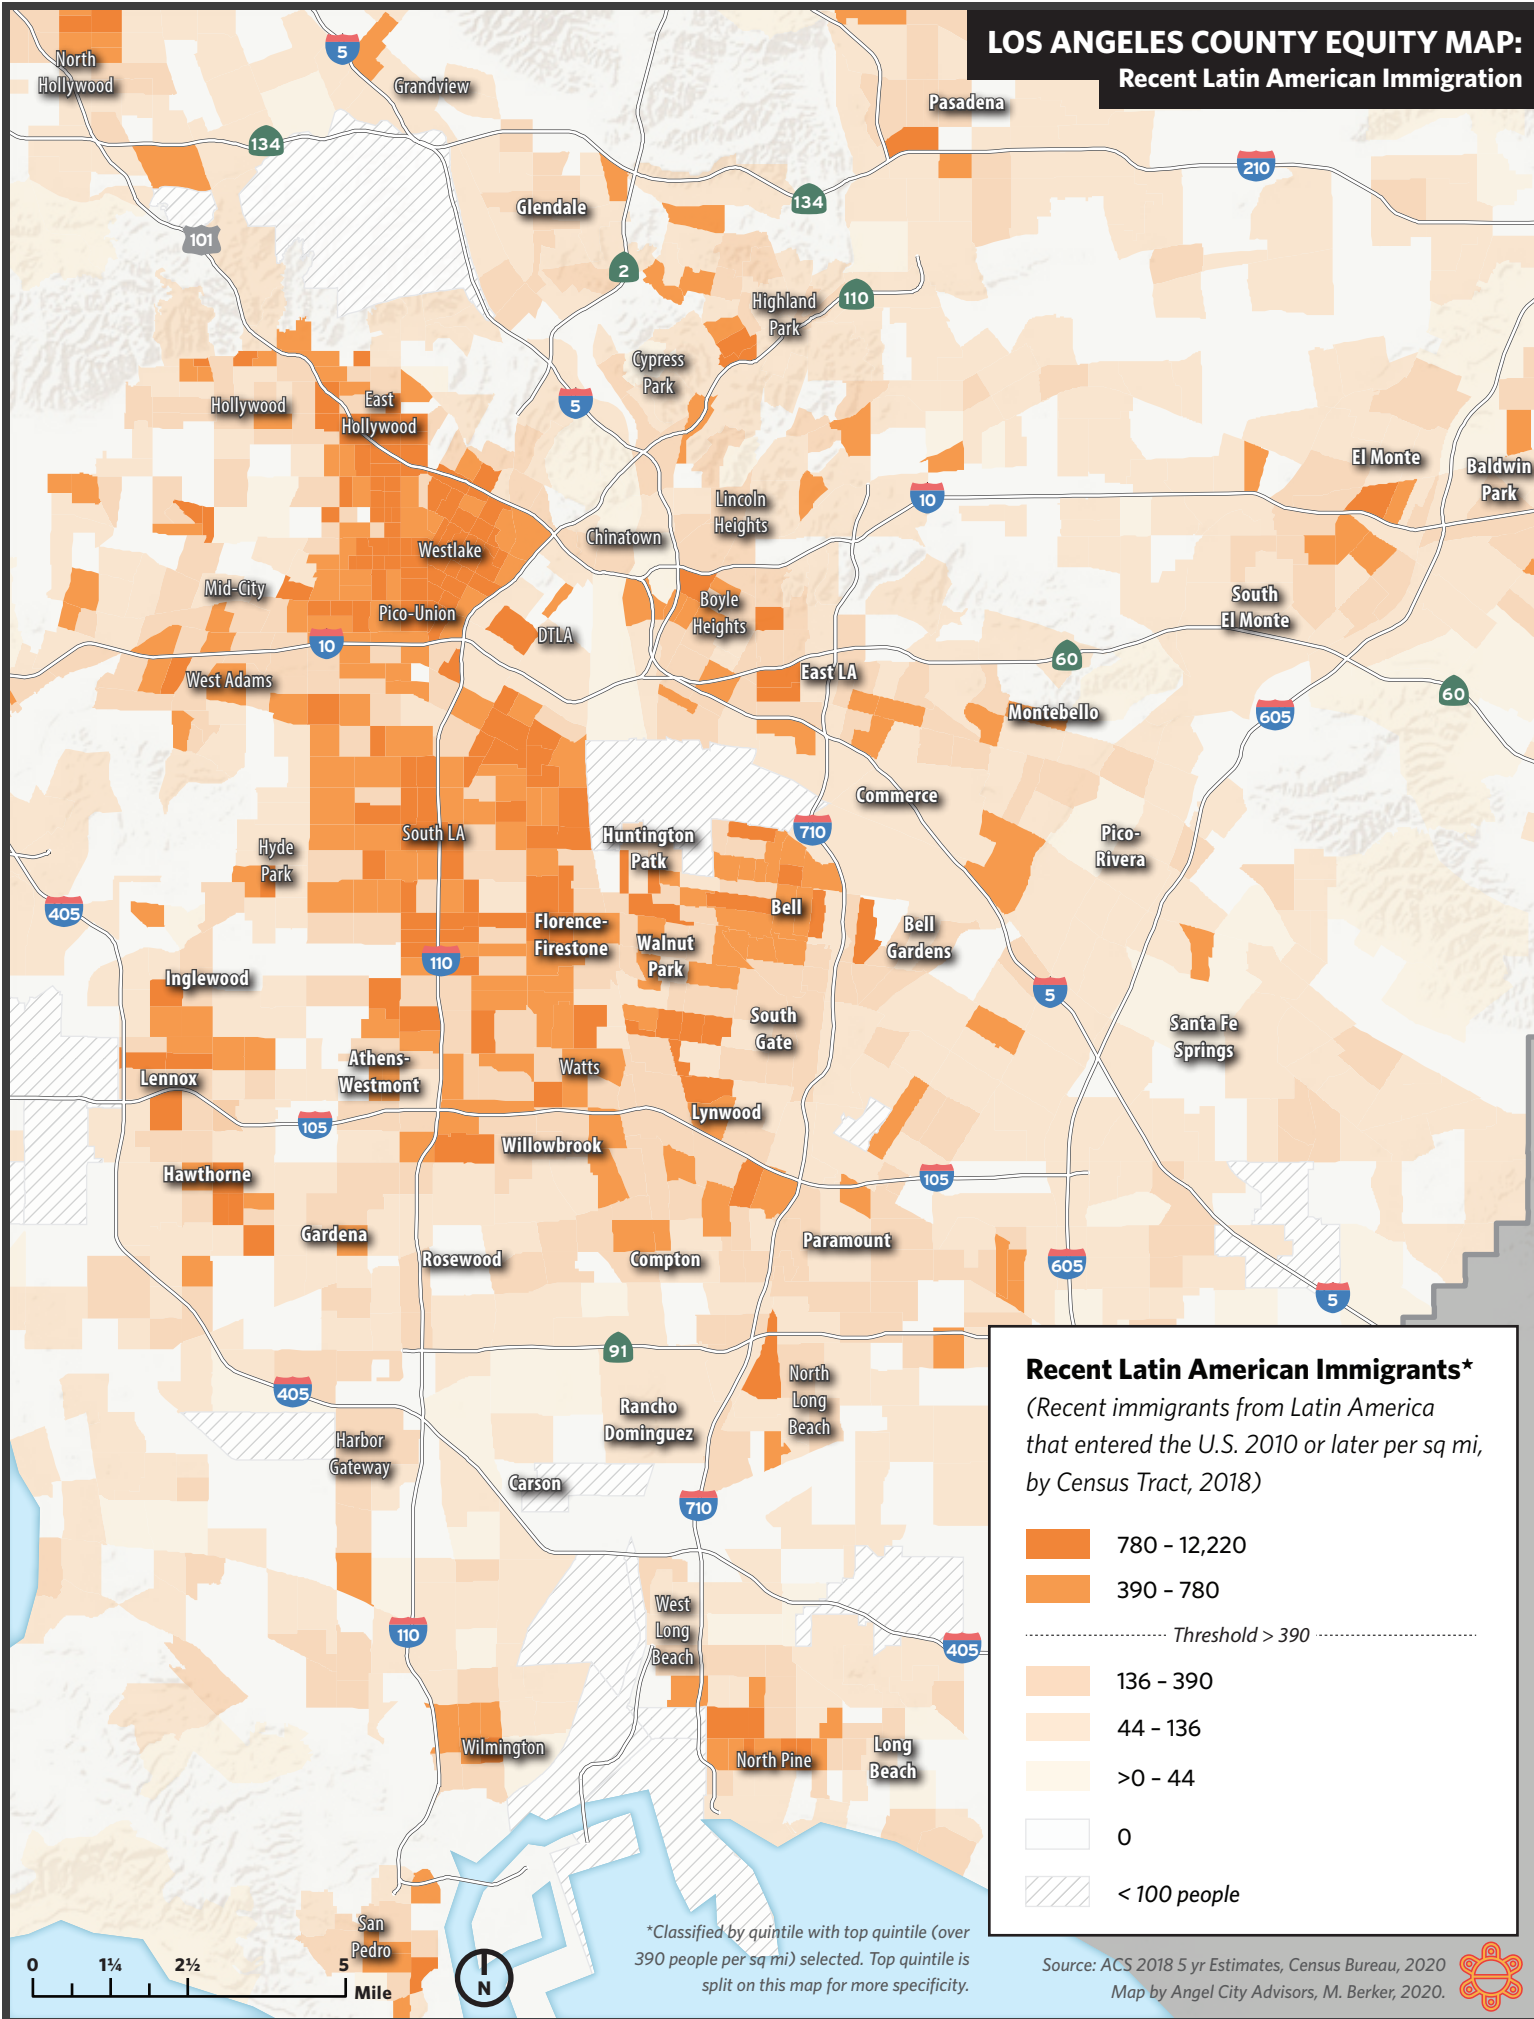 LOS ANGELES COUNTY EQUITY MAP:
Recent Latin American Immigration
North
Hollywood
5
Grandview
Pasadena
134
210
134
Glendale
101
2
Highland
Park
110
Cypress
Park
5
Hollywood
East
Hollywood
El Monte
Baldwin
Park
10
Lincoln
Heights
Chinatown
Westlake
Mid-City
Pico-Union
Boyle
Heights
South
El Monte
DTLA
10
60
West Adams
East LA
60
Montebello
605
Commerce
South LA
Huntington
Patk
710
Pico-
Rivera
Hyde
Park
405
Bell
Florence-
Firestone
Walnut
Park
Bell
Gardens
110
Inglewood
5
South
Gate
Santa Fe
Springs
Athens-
Westmont
Watts
Lennox
Lynwood
105
Willowbrook
Hawthorne
105
Gardena
Rosewood
Compton
Paramount
605
5
91
North
Long
Beach
405
Rancho
Dominguez
Harbor
Gateway
Carson
710
West
Long
Beach
110
405
Wilmington
North Pine
Long
Beach
San
Pedro
Recent Latin American Immigrants*
(Recent immigrants from Latin America
that entered the U.S. 2010 or later per sq mi,
by Census Tract, 2018)
780 – 12,220
390 – 780
Threshold > 390
136 – 390
44 – 136
>0 – 44
0
< 100 people
0 1¼ 2½ 5
Mile
N
*Classified by quintile with top quintile (over
390 people per sq mi) selected. Top quintile is
split on this map for more specificity.
Source: ACS 2018 5 yr Estimates, Census Bureau, 2020
Map by Angel City Advisors, M. Berker, 2020.